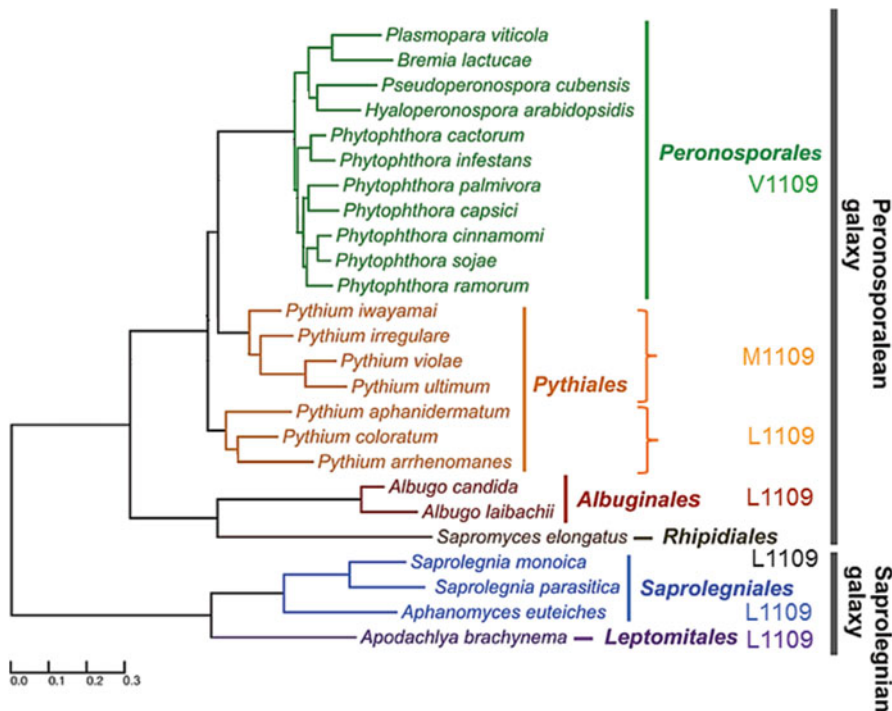 Plasmopara viticola
Bremia lactucae
Pseudoperonospora cubensis
Hyaloperonospora arabidopsidis
Phytophthora cactorum
Phytophthora infestans
Phytophthora palmivora
Phytophthora capsici
Phytophthora cinnamomi
Phytophthora sojae
Phytophthora ramorum
Peronosporales
V1109
Pythium iwayamai
Pythium irregulare
Pythium violae
Pythium ultimum
Pythium aphanidermatum
Pythium coloratum
Pythium arrhenomanes
Pythiales
M1109
L1109
Albugo candida
Albugo laibachii
Albuginales
L1109
Sapromyces elongatus
Rhipidiales
L1109
Peronosporalean
galaxy
Saprolegnia monoica
Saprolegnia parasitica
Aphanomyces euteiches
Saprolegniales
L1109
Apodachlya brachynema
Leptomitales
L1109
Saprolegnian
galaxy
0.0 0.1 0.2 0.3